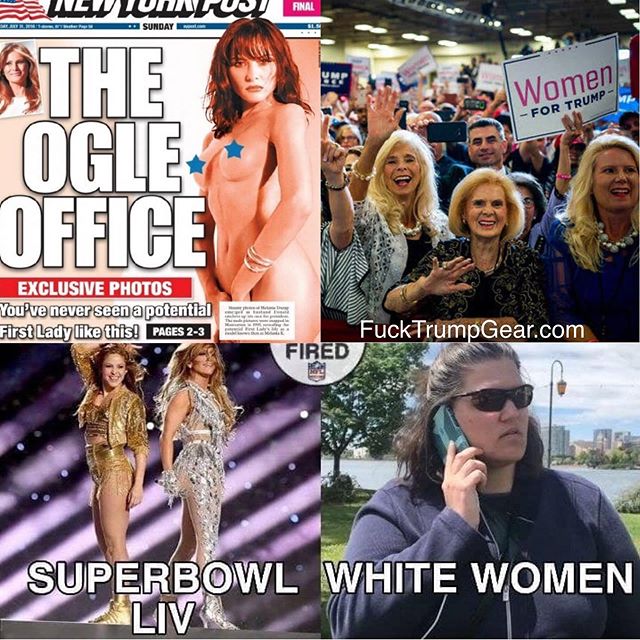 NEW YORK POST
FINAL
SUNDAY
THE
OGLE
OFFICE
EXCLUSIVE PHOTOS
You've never seen a potential
First Lady like this! PAGES 2-3
Women
FOR TRUMP
FuckTrumpGear.com
FIRED
NFL
SUPERBOWL
LIV
WHITE WOMEN